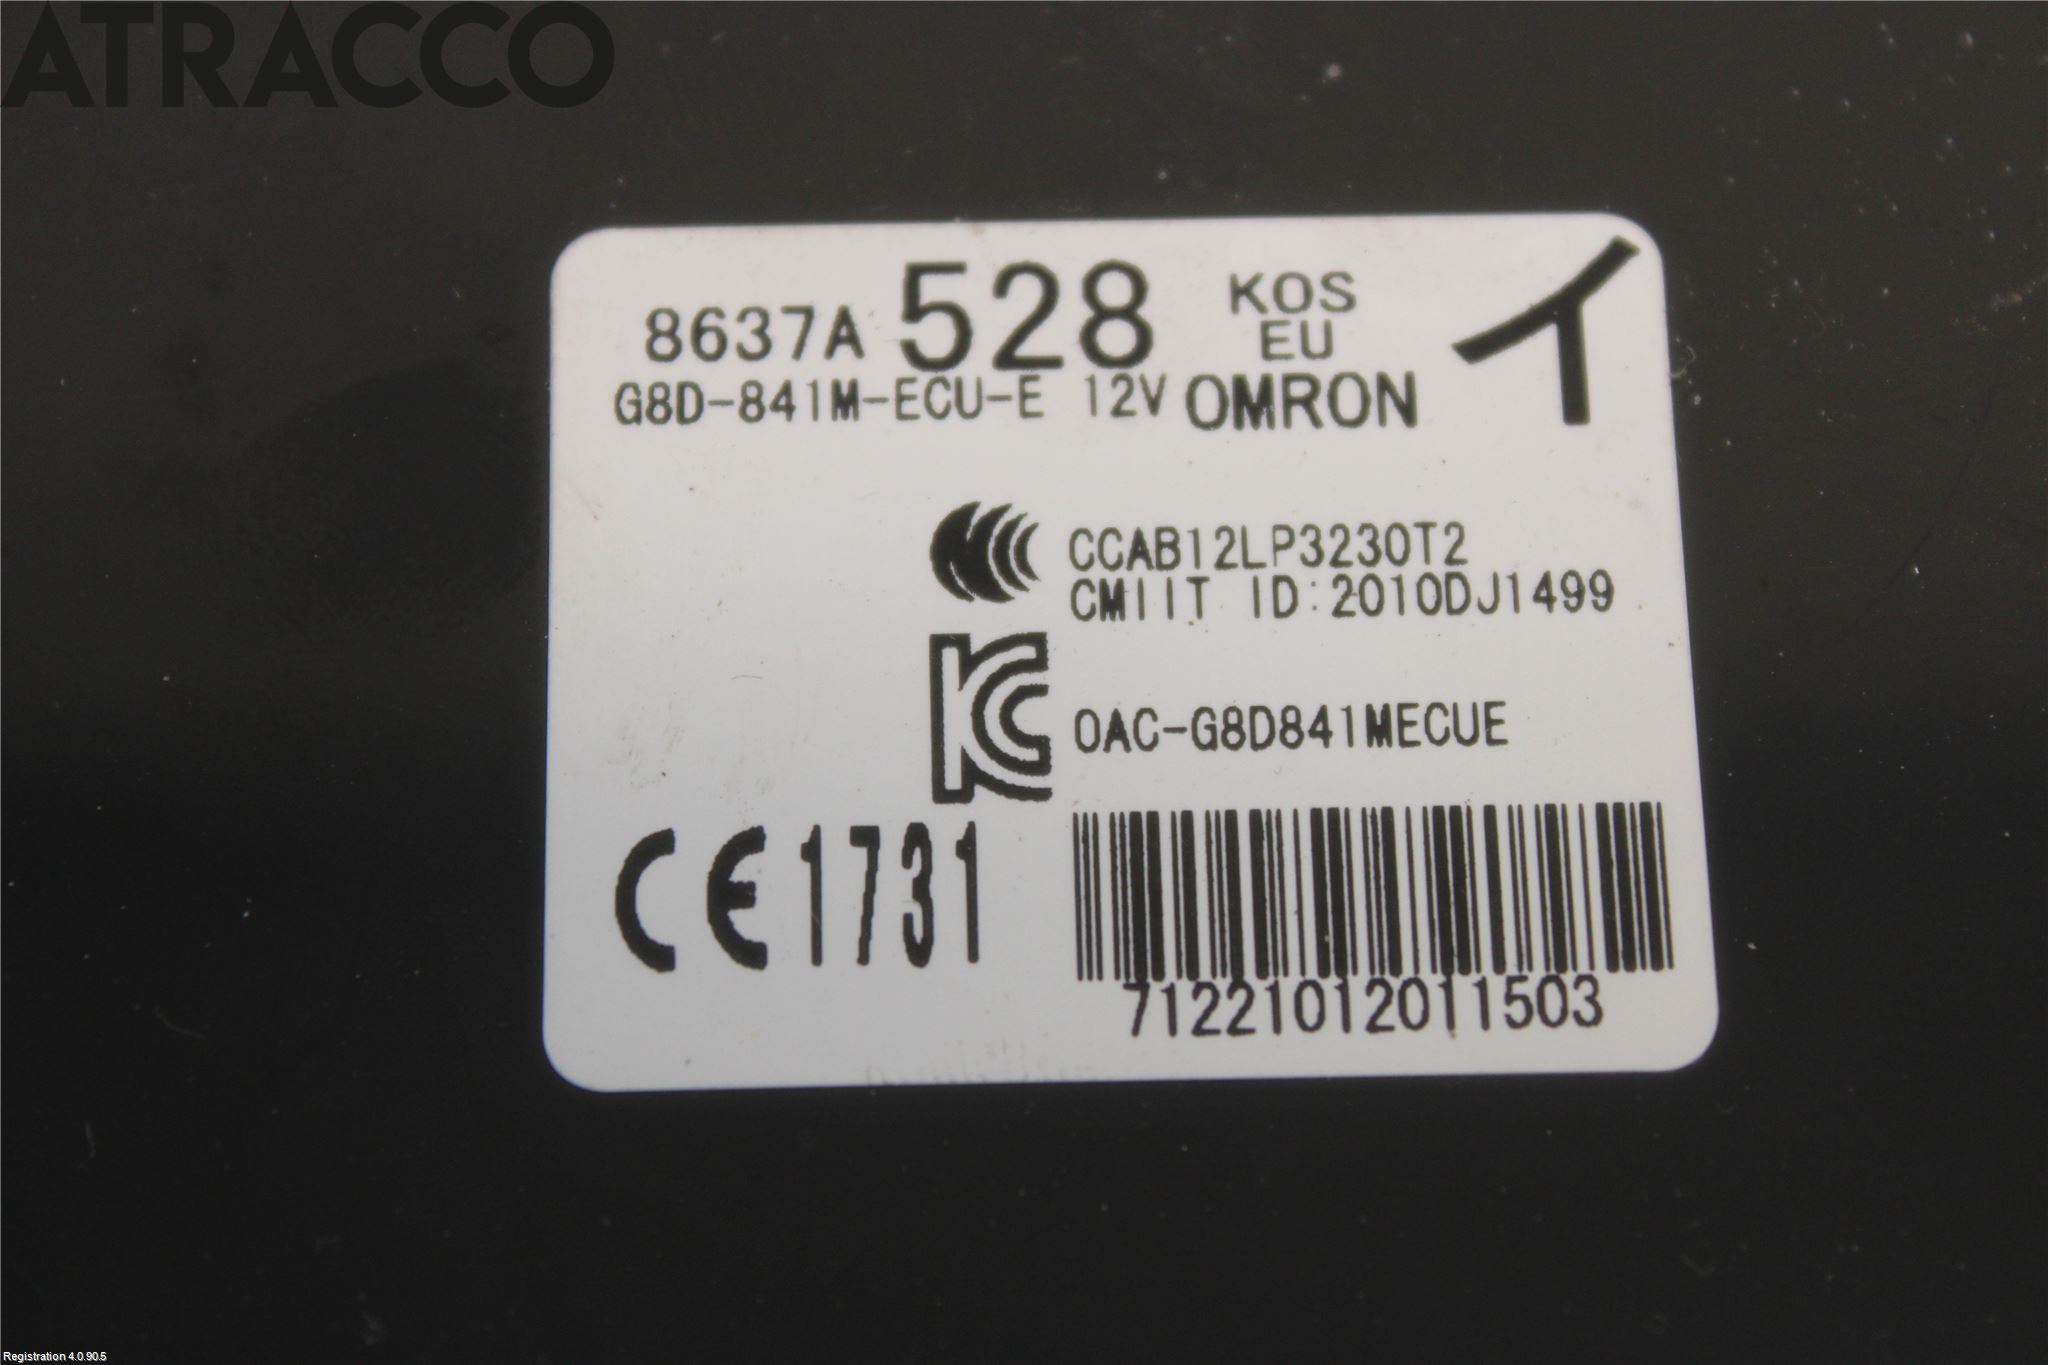 ATRACCO
8637A 528 KOS EU イ
G8D-841M-ECU-E 12V OMRON
CCAB12LP3230T2
CMIIT ID:2010DJ1499
OAC-G8D841MECUE
CE1731
71221012011503
Registration 4.0.90.5